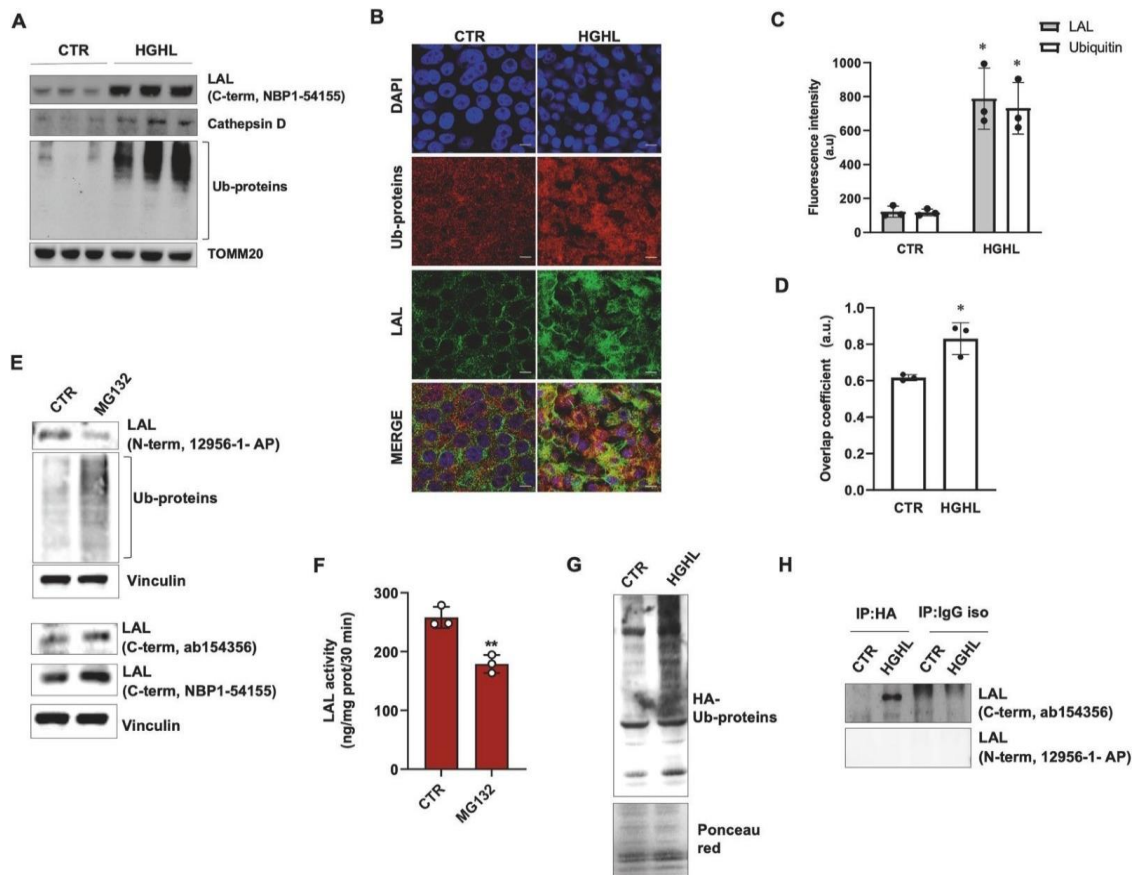 A
CTR HGHL
LAL
(C-term, NBP1-54155)
Cathepsin D
Ub-proteins
TOMM20
B
CTR HGHL
DAPI
Ub-proteins
LAL
MERGE
C
LAL
Ubiquitin
Fluorescence intensity
(a.u)
1000
800
600
400
200
0
* *
CTR HGHL
D
Overlap coefficient (a.u.)
1.0
0.8
0.6
0.4
0.2
0.0
*
CTR HGHL
E
CTR MG132
LAL
(N-term, 12956-1- AP)
Ub-proteins
Vinculin
LAL
(C-term, ab154356)
LAL
(C-term, NBP1-54155)
Vinculin
F
LAL activity
(ng/mg prot/30 min)
300
200
100
0
**
CTR MG132
G
CTR HGHL
HA-
Ub-proteins
Ponceau
red
H
IP:HA IP:IgG iso
CTR HGHL CTR HGHL
LAL
(C-term, ab154356)
LAL
(N-term, 12956-1- AP)